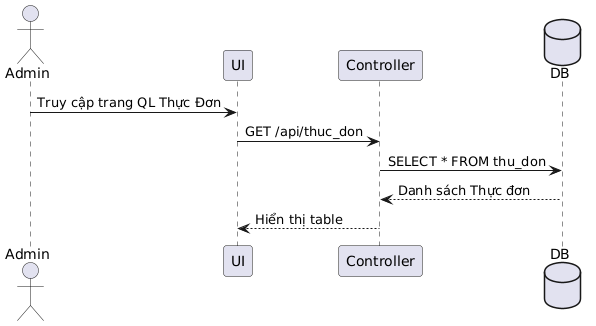 Admin
UI
Controller
DB
Truy cập trang QL Thực Đơn
GET /api/thuc_don
SELECT * FROM thu_don
Danh sách Thực đơn
Hiển thị table
Admin
UI
Controller
DB